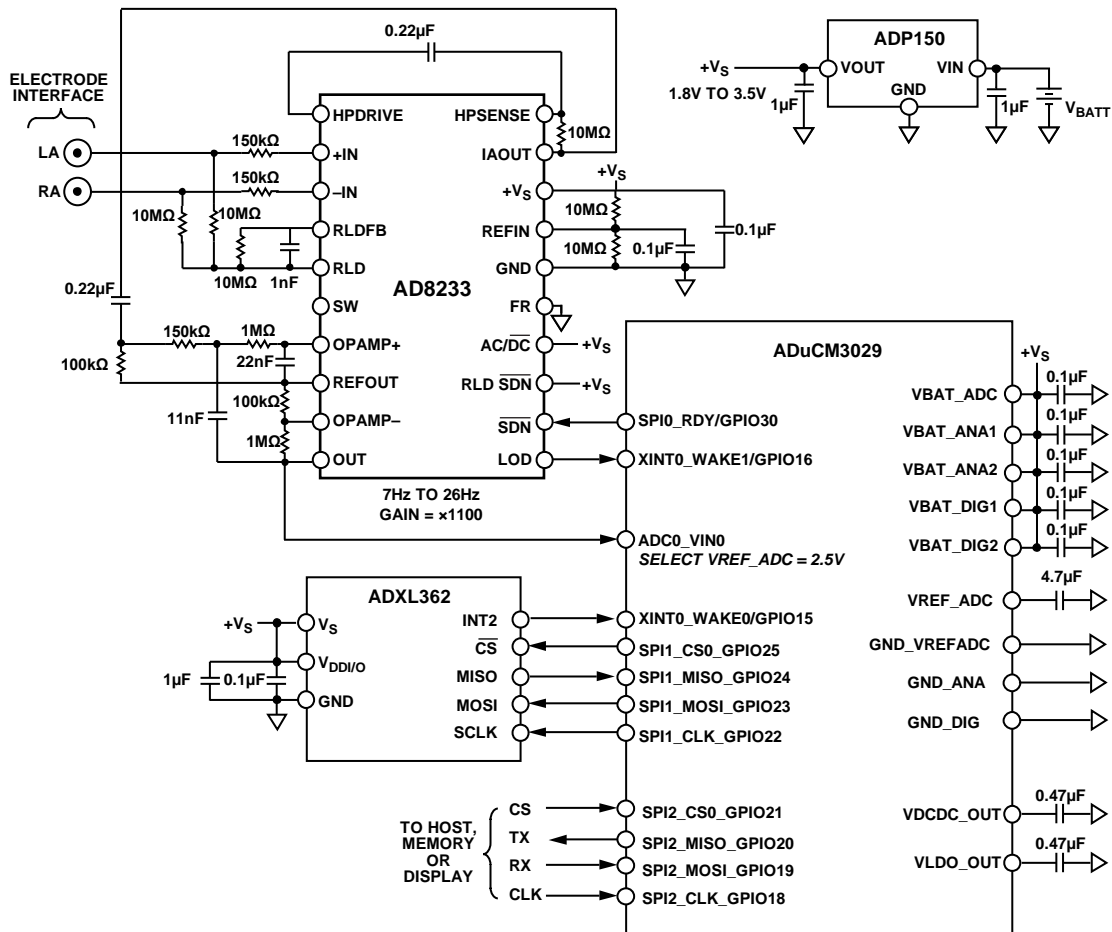 0.22µF
ADP150
+VS
VOUT
VIN
GND
1.8V TO 3.5V
1µF
1µF
VBATT
ELECTRODE
INTERFACE
LA
RA
150kΩ
150kΩ
10MΩ
10MΩ
10MΩ
1nF
HPDRIVE
+IN
–IN
RLDFB
RLD
SW
OPAMP+
REFOUT
OPAMP–
OUT
AD8233
HPSENSE
IAOUT
+VS
REFIN
GND
FR
AC/DC
RLD SDN
SDN
LOD
10MΩ
+VS
10MΩ
10MΩ
0.1µF
0.1µF
+VS
+VS
0.22µF
150kΩ
1MΩ
22nF
100kΩ
100kΩ
11nF
1MΩ
7Hz TO 26Hz
GAIN = ×1100
ADuCM3029
SPI0_RDY/GPIO30
XINT0_WAKE1/GPIO16
ADC0_VIN0
SELECT VREF_ADC = 2.5V
XINT0_WAKE0/GPIO15
SPI1_CS0_GPIO25
SPI1_MISO_GPIO24
SPI1_MOSI_GPIO23
SPI1_CLK_GPIO22
SPI2_CS0_GPIO21
SPI2_MISO_GPIO20
SPI2_MOSI_GPIO19
SPI2_CLK_GPIO18
+VS
VBAT_ADC
0.1µF
VBAT_ANA1
0.1µF
VBAT_ANA2
0.1µF
VBAT_DIG1
0.1µF
VBAT_DIG2
0.1µF
VREF_ADC
4.7µF
GND_VREFADC
GND_ANA
GND_DIG
VDCDC_OUT
0.47µF
VLDO_OUT
0.47µF
ADXL362
+VS
VS
VDDI/O
GND
1µF
0.1µF
INT2
CS
MISO
MOSI
SCLK
TO HOST,
MEMORY
OR
DISPLAY
CS
TX
RX
CLK